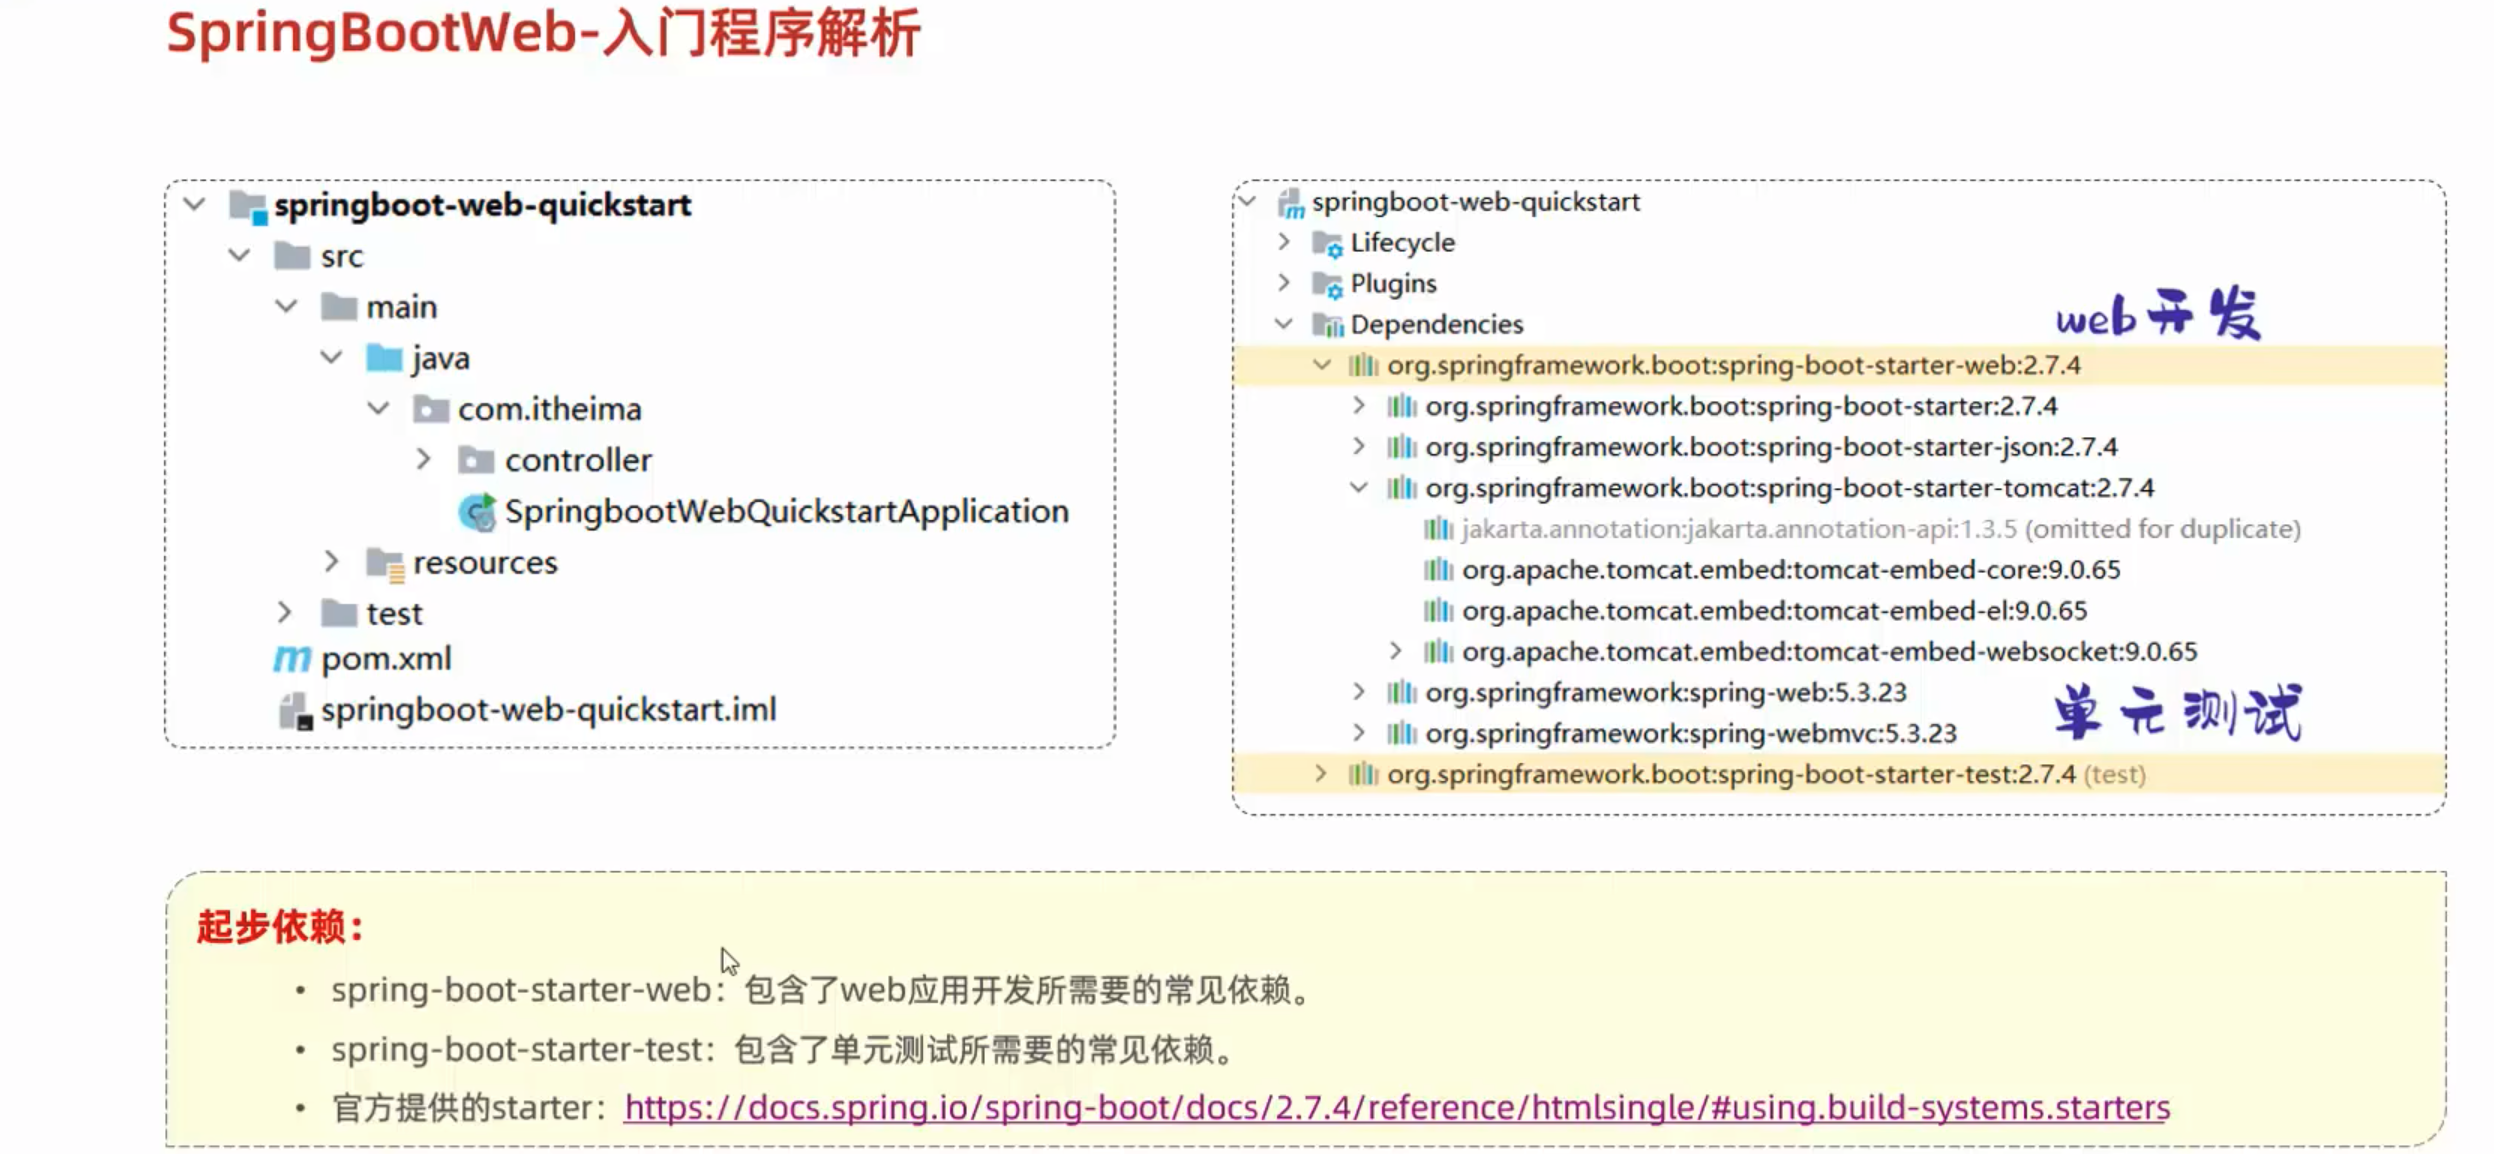 SpringBootWeb-入门程序解析
springboot-web-quickstart
src
main
java
com.itheima
controller
SpringbootWebQuickstartApplication
resources
test
pom.xml
springboot-web-quickstart.iml
springboot-web-quickstart
Lifecycle
Plugins
Dependencies
web开发
org.springframework.boot:spring-boot-starter-web:2.7.4
org.springframework.boot:spring-boot-starter:2.7.4
org.springframework.boot:spring-boot-starter-json:2.7.4
org.springframework.boot:spring-boot-starter-tomcat:2.7.4
jakarta.annotation:jakarta.annotation-api:1.3.5 (omitted for duplicate)
org.apache.tomcat.embed:tomcat-embed-core:9.0.65
org.apache.tomcat.embed:tomcat-embed-el:9.0.65
org.apache.tomcat.embed:tomcat-embed-websocket:9.0.65
org.springframework:spring-web:5.3.23
单元测试
org.springframework:spring-webmvc:5.3.23
org.springframework.boot:spring-boot-starter-test:2.7.4 (test)
起步依赖：
• spring-boot-starter-web：包含了web应用开发所需要的常见依赖。
• spring-boot-starter-test：包含了单元测试所需要的常见依赖。
• 官方提供的starter：https://docs.spring.io/spring-boot/docs/2.7.4/reference/htmlsingle/#using.build-systems.starters